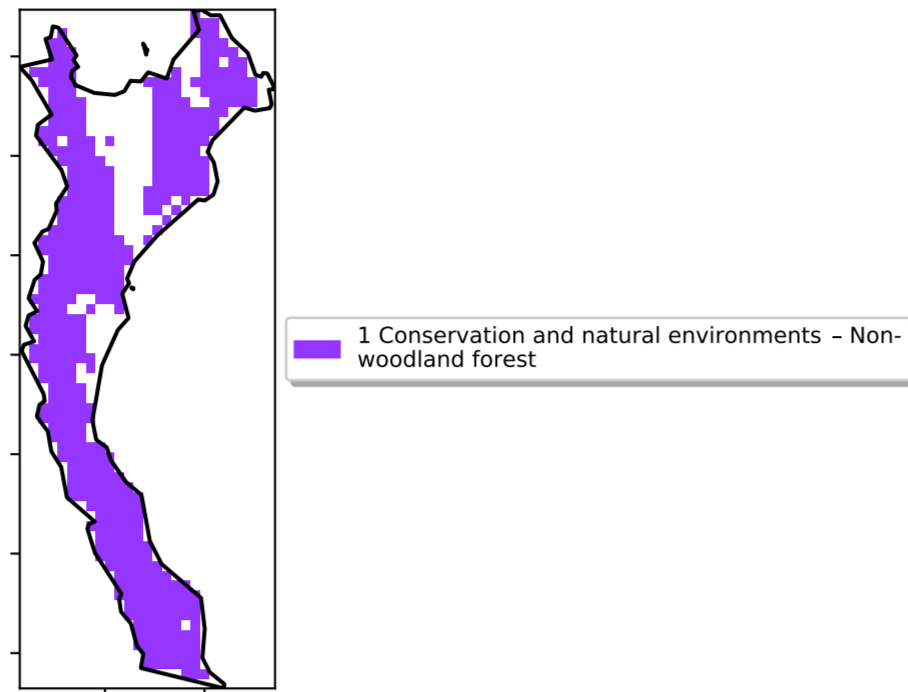 1 Conservation and natural environments – Non-
woodland forest